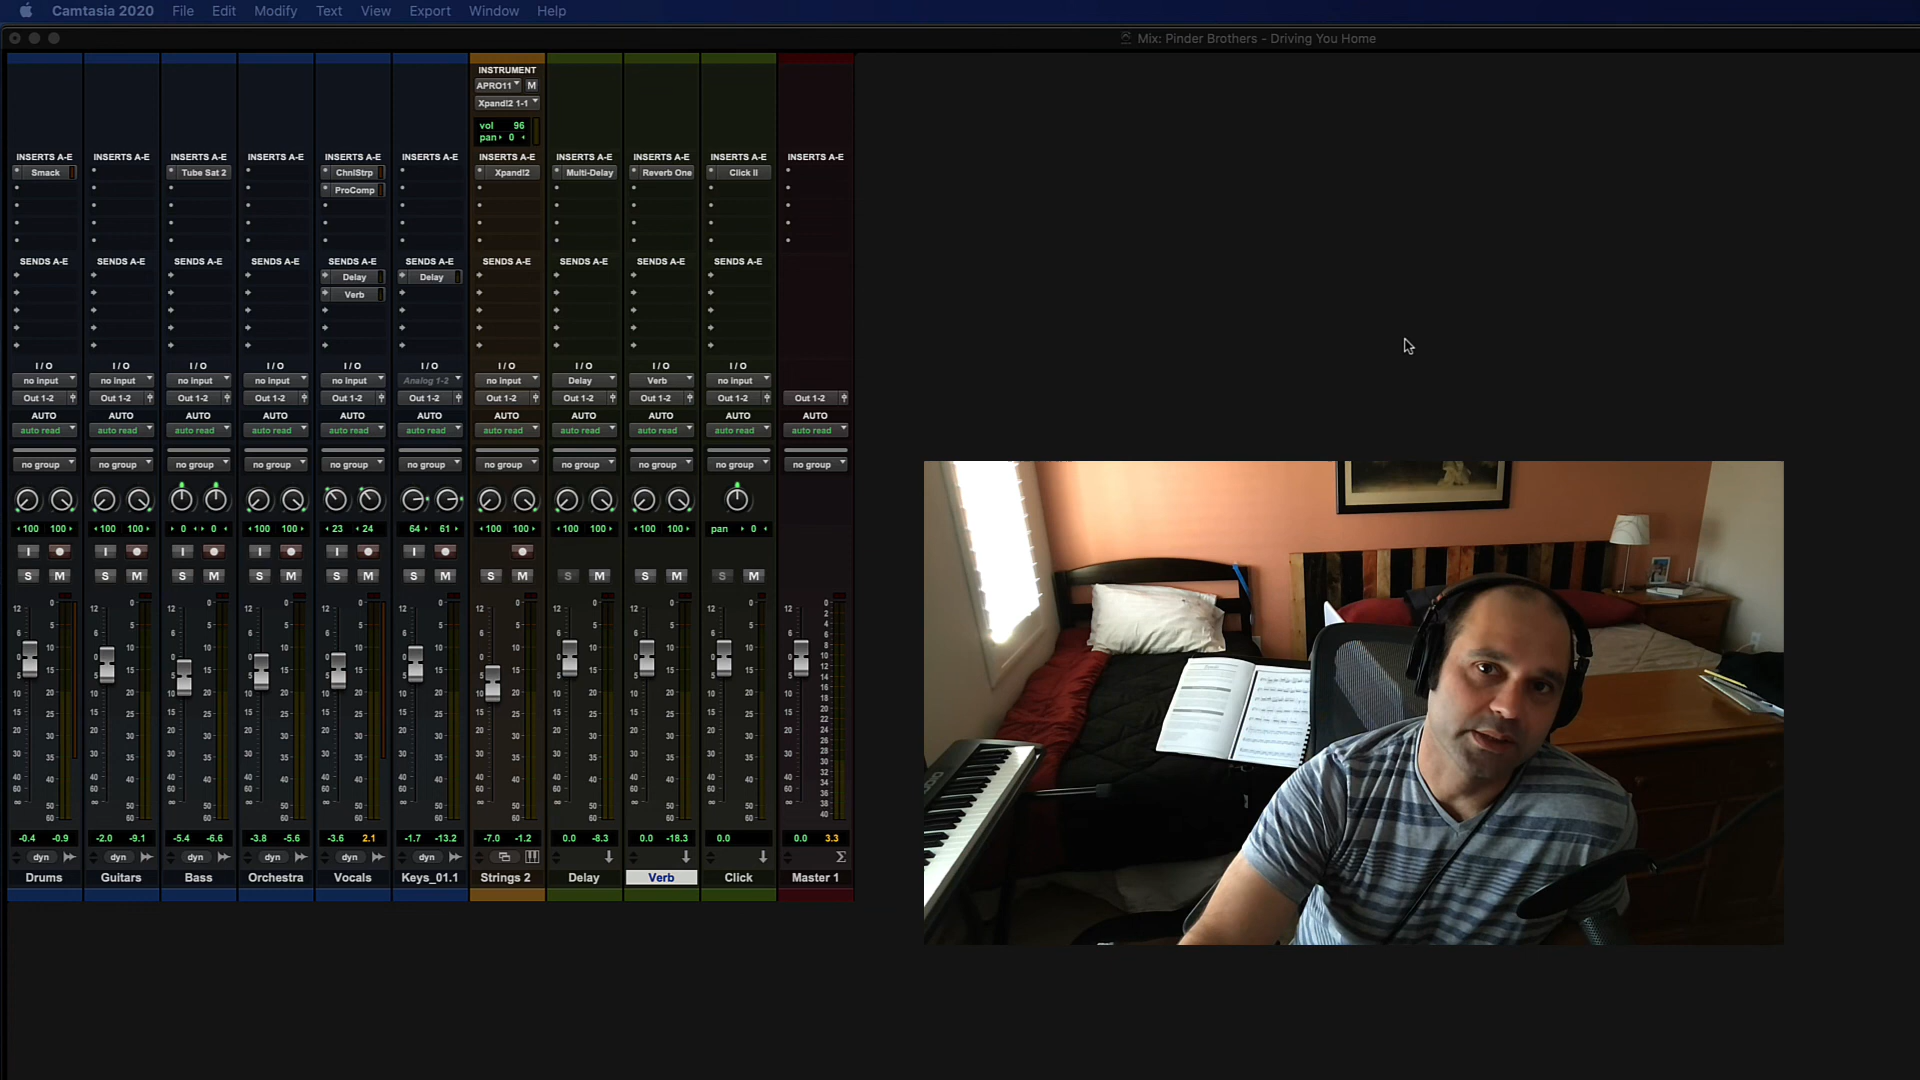 Camtasia 2020 File Edit Modify Text View Export Window Help
Mix: Pinder Brothers - Driving You Home
INSTRUMENT
APRO11 M
Xpand!2 1-1
vol 96
pan 0
INSERTS A-E INSERTS A-E INSERTS A-E INSERTS A-E INSERTS A-E INSERTS A-E INSERTS A-E INSERTS A-E INSERTS A-E INSERTS A-E INSERTS A-E
Smack Tube Sat 2 ChnlStrp Xpand!2 Multi-Delay Reverb One Click II
ProComp
SENDS A-E SENDS A-E SENDS A-E SENDS A-E SENDS A-E SENDS A-E SENDS A-E SENDS A-E SENDS A-E SENDS A-E
Delay Delay
Verb
I / O I / O I / O I / O I / O I / O I / O I / O I / O I / O
no input no input no input no input no input Analog 1-2 no input Delay Verb no input
Out 1-2 Out 1-2 Out 1-2 Out 1-2 Out 1-2 Out 1-2 Out 1-2 Out 1-2 Out 1-2 Out 1-2 Out 1-2
AUTO AUTO AUTO AUTO AUTO AUTO AUTO AUTO AUTO AUTO AUTO
auto read auto read auto read auto read auto read auto read auto read auto read auto read auto read auto read
no group no group no group no group no group no group no group no group no group no group no group
100 100 100 100 0 0 100 100 23 24 64 61 100 100 100 100 100 100 pan 0
I I I I I I
S M S M S M S M S M S M S M S M S M S M
-0.4 -0.9 -2.0 -9.1 -5.4 -6.6 -3.8 -5.6 -3.6 2.1 -1.7 -13.2 -7.0 -1.2 0.0 -8.3 0.0 -18.3 0.0 0.0 3.3
dyn dyn dyn dyn dyn dyn Σ
Drums Guitars Bass Orchestra Vocals Keys_01.1 Strings 2 Delay Verb Click Master 1